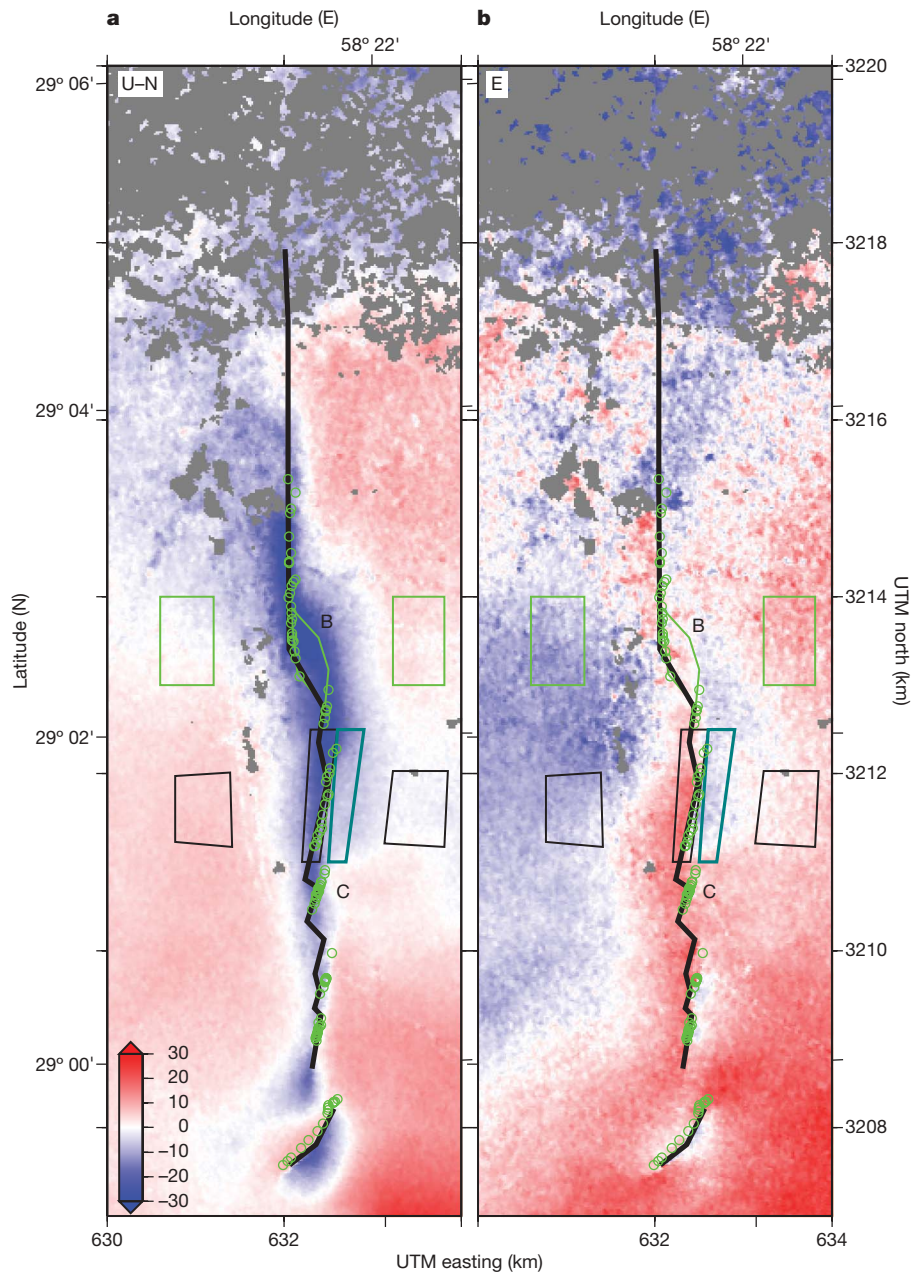 a
Longitude (E)
58° 22'
b
Longitude (E)
58° 22'
29° 06'
29° 04'
29° 02'
29° 00'
Latitude (N)
U–N
B
C
30
20
10
0
–10
–20
–30
630
632
E
B
C
3220
3218
3216
3214
3212
3210
3208
UTM north (km)
632
634
UTM easting (km)